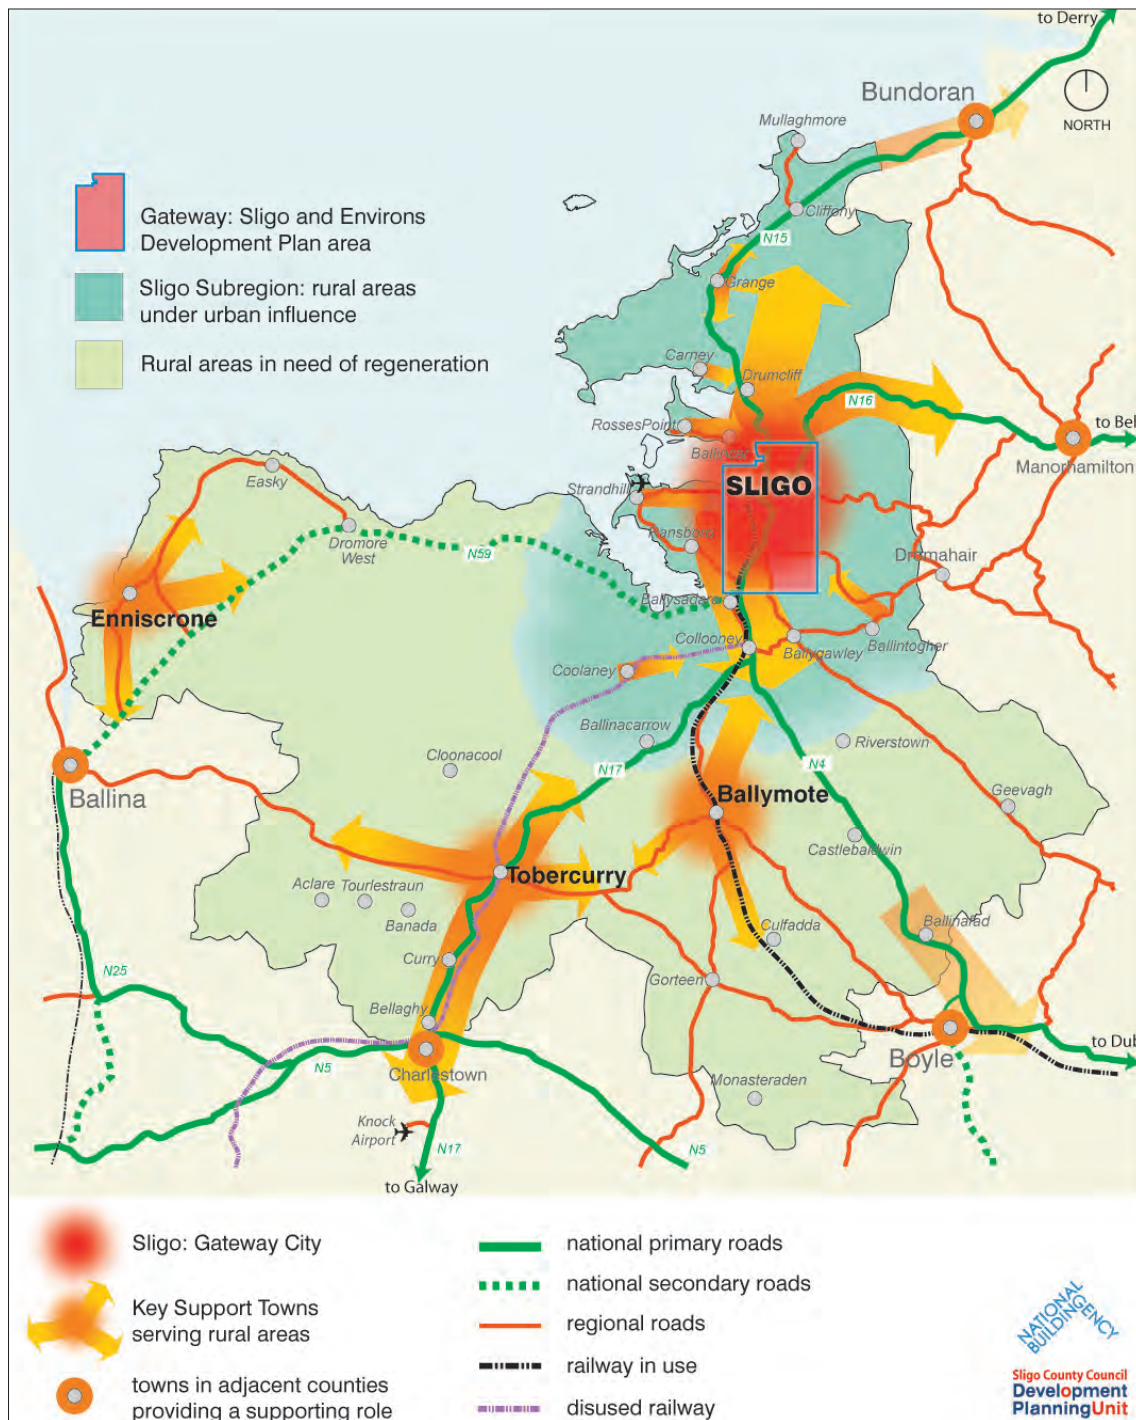 to Derry
Bundoran
NORTH
Mullaghmore
Cliffony
N15
Grange
Gateway: Sligo and Environs
Development Plan area
Sligo Subregion: rural areas
under urban influence
Rural areas in need of regeneration
Carney
Drumcliff
N16
RossesPoint
to Bel
Manorhamilton
SLIGO
Strandhill
Easky
Dromore
West
N59
Ransboro
Dromahair
Enniscrone
Ballysadare
Collooney
Ballygawley
Ballintogher
Coolaney
Ballinacarrow
Riverstown
Cloonacool
N17
N4
Ballina
Ballymote
Geevagh
Castlebaldwin
Tobercurry
Aclare
Tourlestraun
Banada
Culfadda
Ballinafad
Curry
Gorteen
N25
Bellaghy
Boyle
to Dub
N5
Charlestown
Monasteraden
Knock
Airport
N17
N5
to Galway
Sligo: Gateway City
Key Support Towns
serving rural areas
towns in adjacent counties
providing a supporting role
national primary roads
national secondary roads
regional roads
railway in use
disused railway
NATIONAL
BUILDINGENCY
Sligo County Council
Development
PlanningUnit